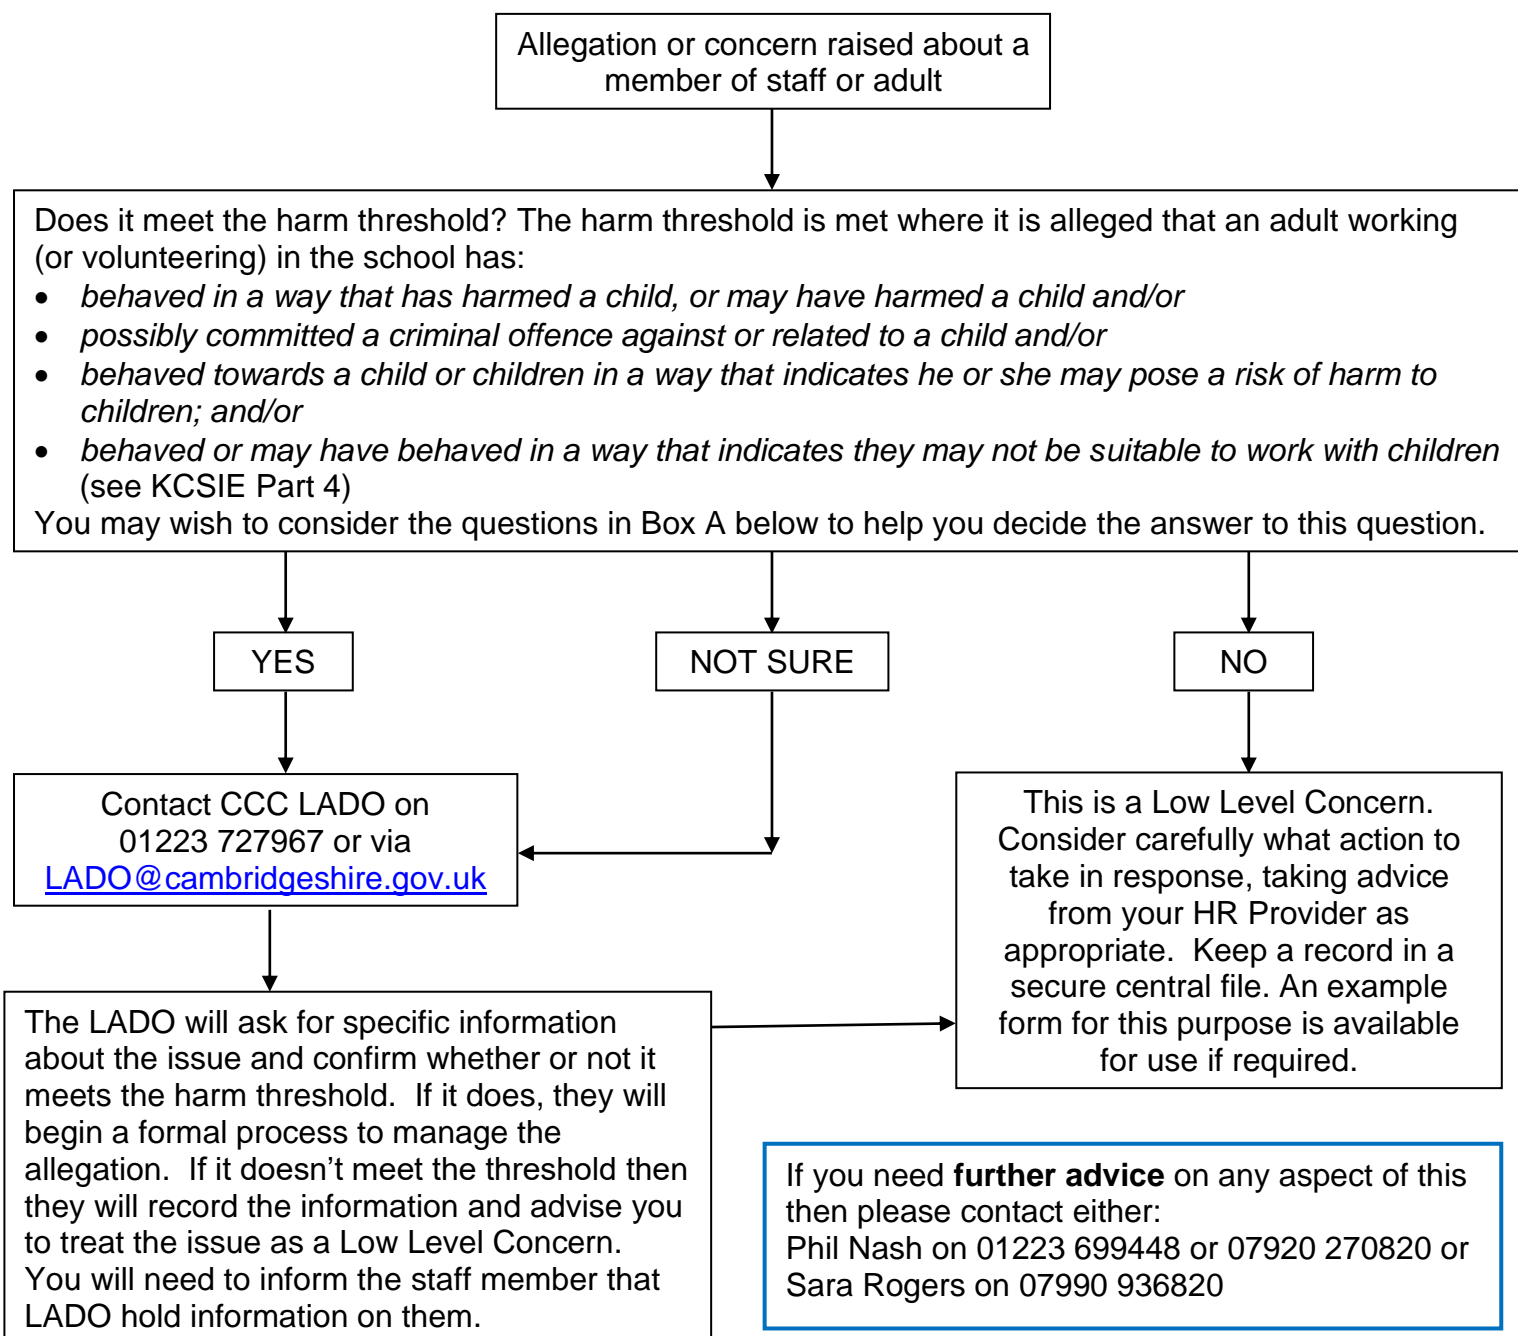 Allegation or concern raised about a
member of staff or adult
Does it meet the harm threshold? The harm threshold is met where it is alleged that an adult working
(or volunteering) in the school has:
• behaved in a way that has harmed a child, or may have harmed a child and/or
• possibly committed a criminal offence against or related to a child and/or
• behaved towards a child or children in a way that indicates he or she may pose a risk of harm to
children; and/or
• behaved or may have behaved in a way that indicates they may not be suitable to work with children
(see KCSIE Part 4)
You may wish to consider the questions in Box A below to help you decide the answer to this question.
YES
NOT SURE
NO
Contact CCC LADO on
01223 727967 or via
LADO@cambridgeshire.gov.uk
This is a Low Level Concern.
Consider carefully what action to
take in response, taking advice
from your HR Provider as
appropriate.  Keep a record in a
secure central file. An example
form for this purpose is available
for use if required.
The LADO will ask for specific information
about the issue and confirm whether or not it
meets the harm threshold.  If it does, they will
begin a formal process to manage the
allegation.  If it doesn’t meet the threshold then
they will record the information and advise you
to treat the issue as a Low Level Concern.
You will need to inform the staff member that
LADO hold information on them.
If you need further advice on any aspect of this
then please contact either:
Phil Nash on 01223 699448 or 07920 270820 or
Sara Rogers on 07990 936820